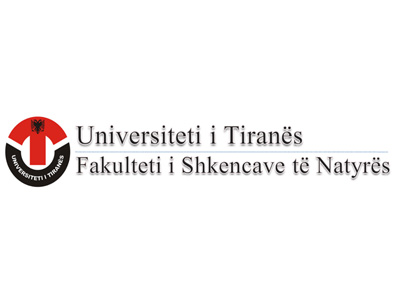 UNIVERSITETI I TIRANËS
Universiteti i Tiranës
Fakulteti i Shkencave të Natyrës